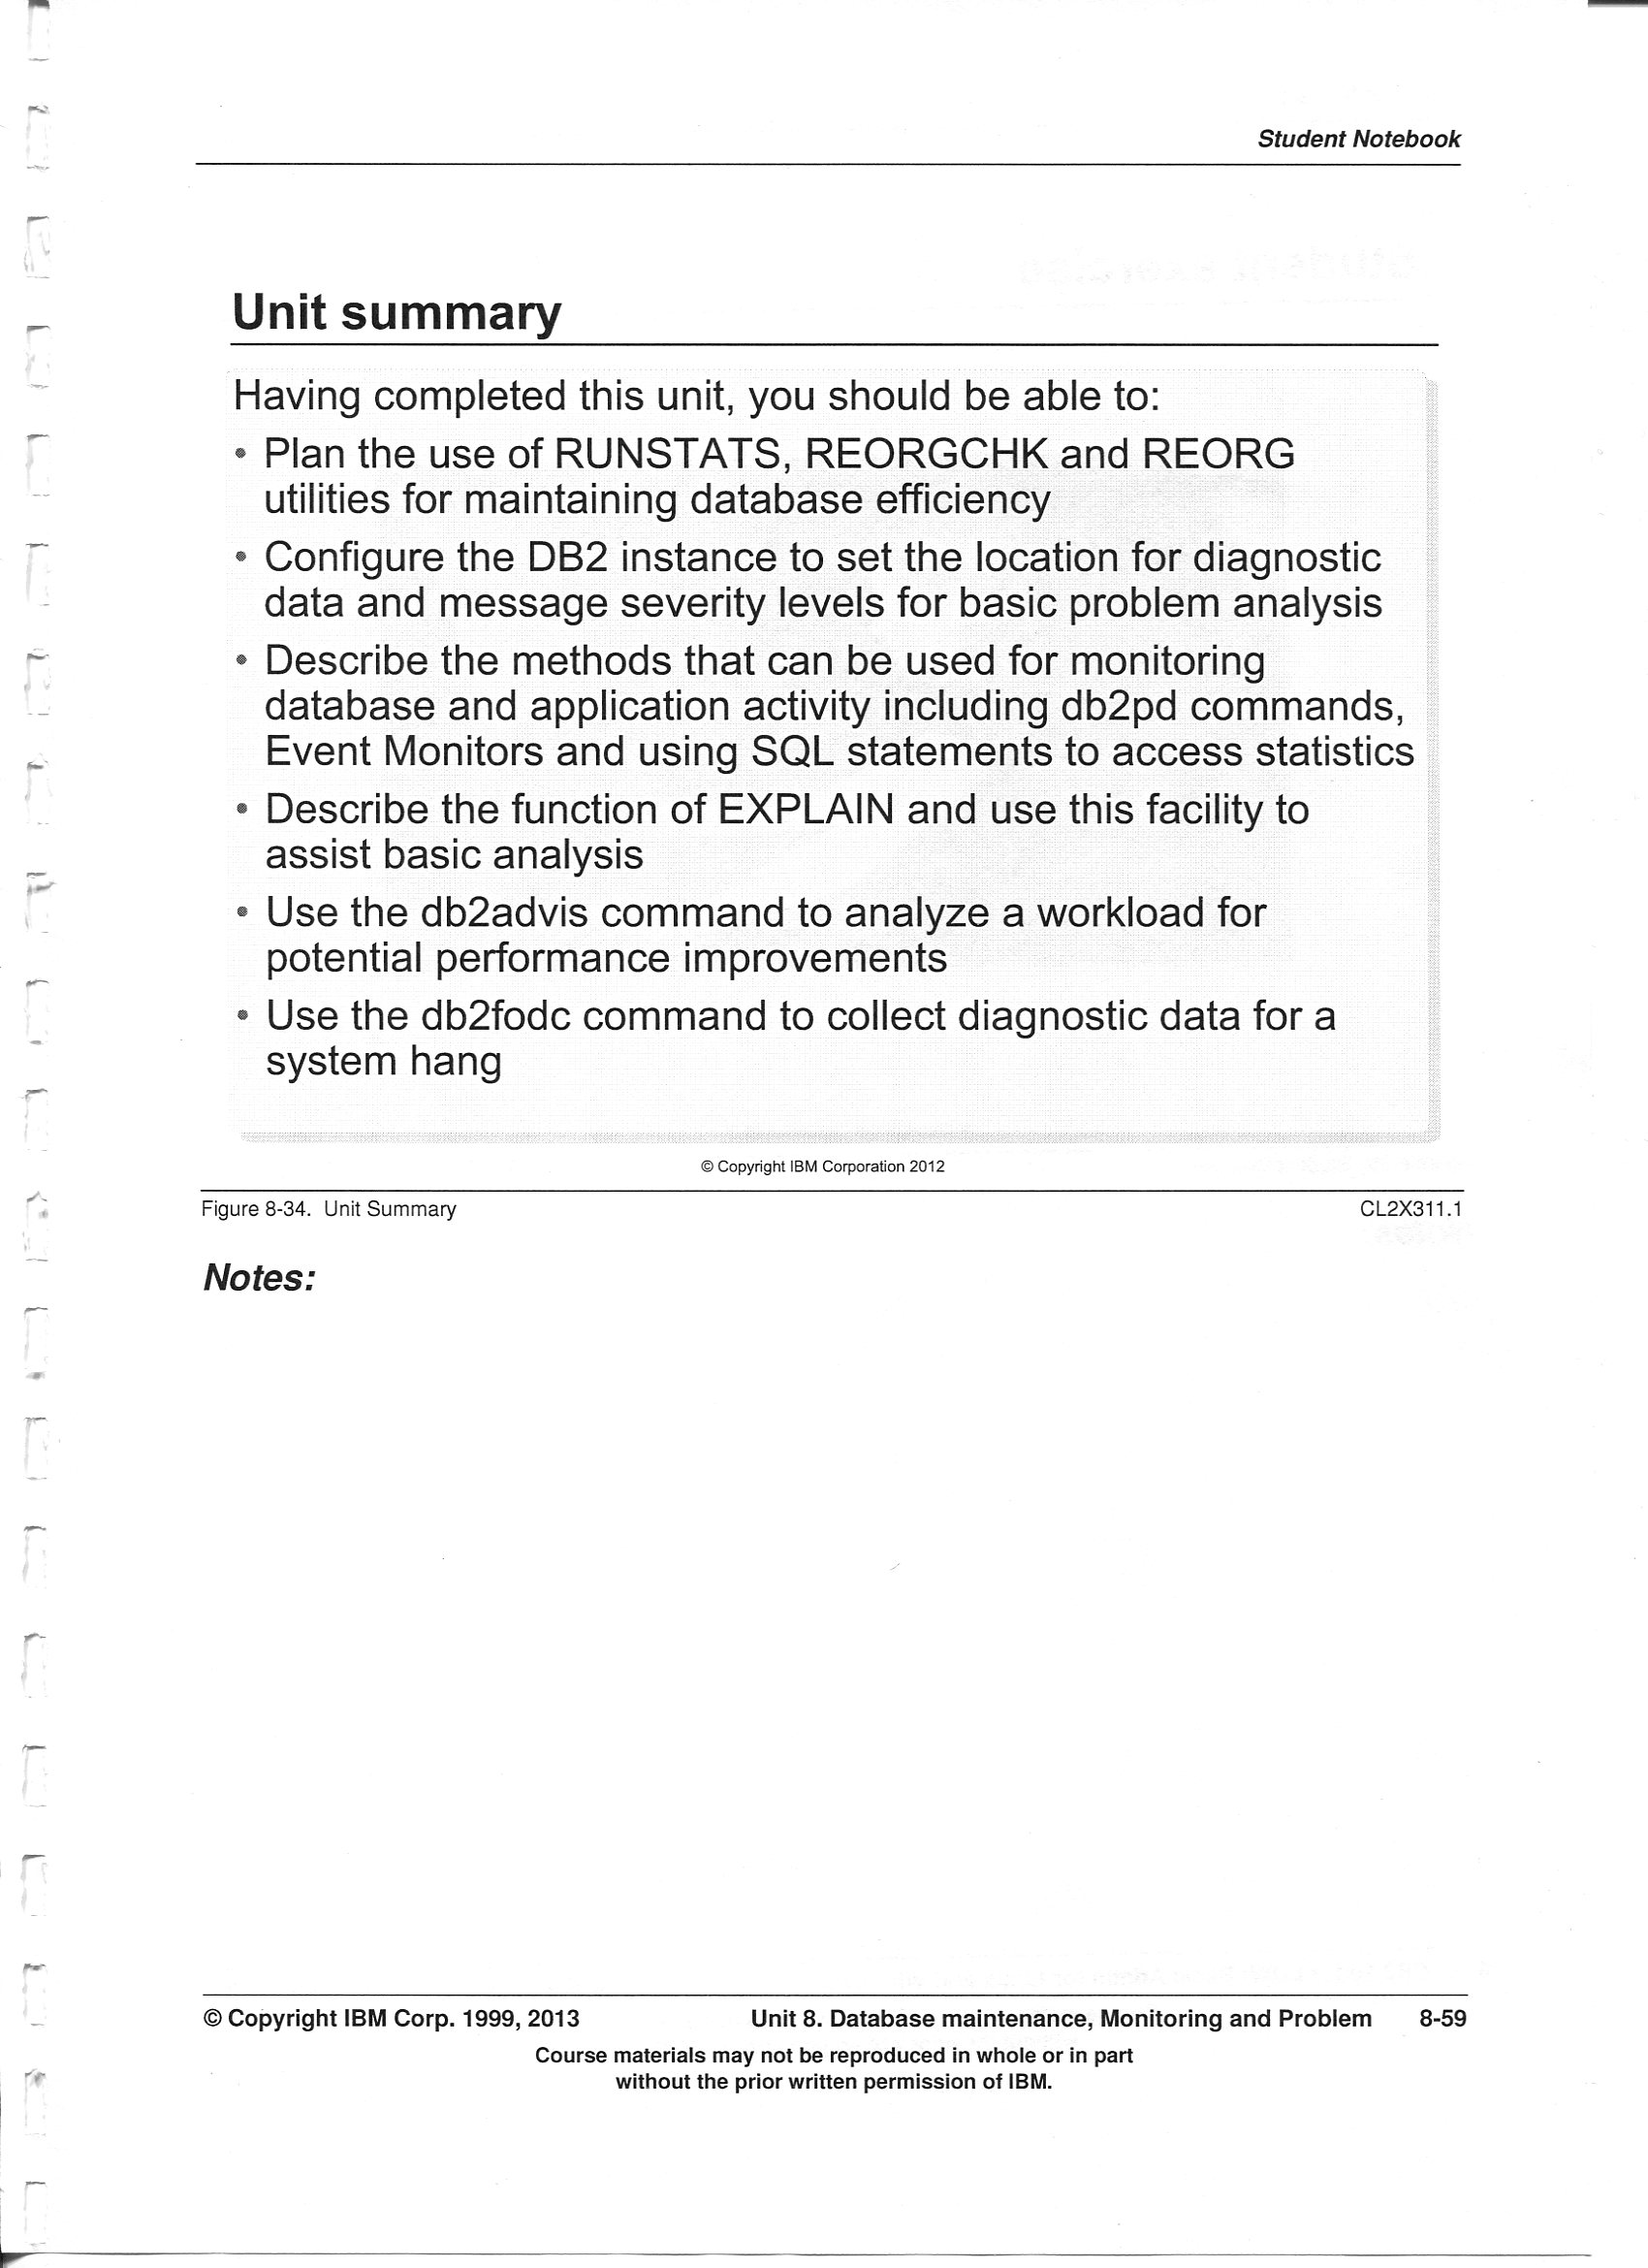 Student Notebook
Unit summary
Having completed this unit, you should be able to:
• Plan the use of RUNSTATS, REORGCHK and REORG
utilities for maintaining database efficiency
• Configure the DB2 instance to set the location for diagnostic
data and message severity levels for basic problem analysis
• Describe the methods that can be used for monitoring
database and application activity including db2pd commands,
Event Monitors and using SQL statements to access statistics
• Describe the function of EXPLAIN and use this facility to
assist basic analysis
• Use the db2advis command to analyze a workload for
potential performance improvements
• Use the db2fodc command to collect diagnostic data for a
system hang
© Copyright IBM Corporation 2012
Figure 8-34. Unit Summary CL2X311.1
Notes:
© Copyright IBM Corp. 1999, 2013 Unit 8. Database maintenance, Monitoring and Problem 8-59
Course materials may not be reproduced in whole or in part
without the prior written permission of IBM.